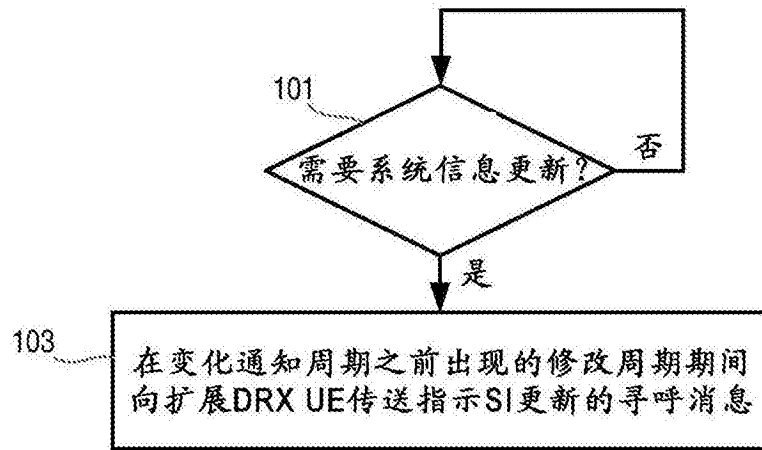 101
需要系统信息更新?
否
是
103
在变化通知周期之前出现的修改周期期间
向扩展DRX UE传送指示SI更新的寻呼消息